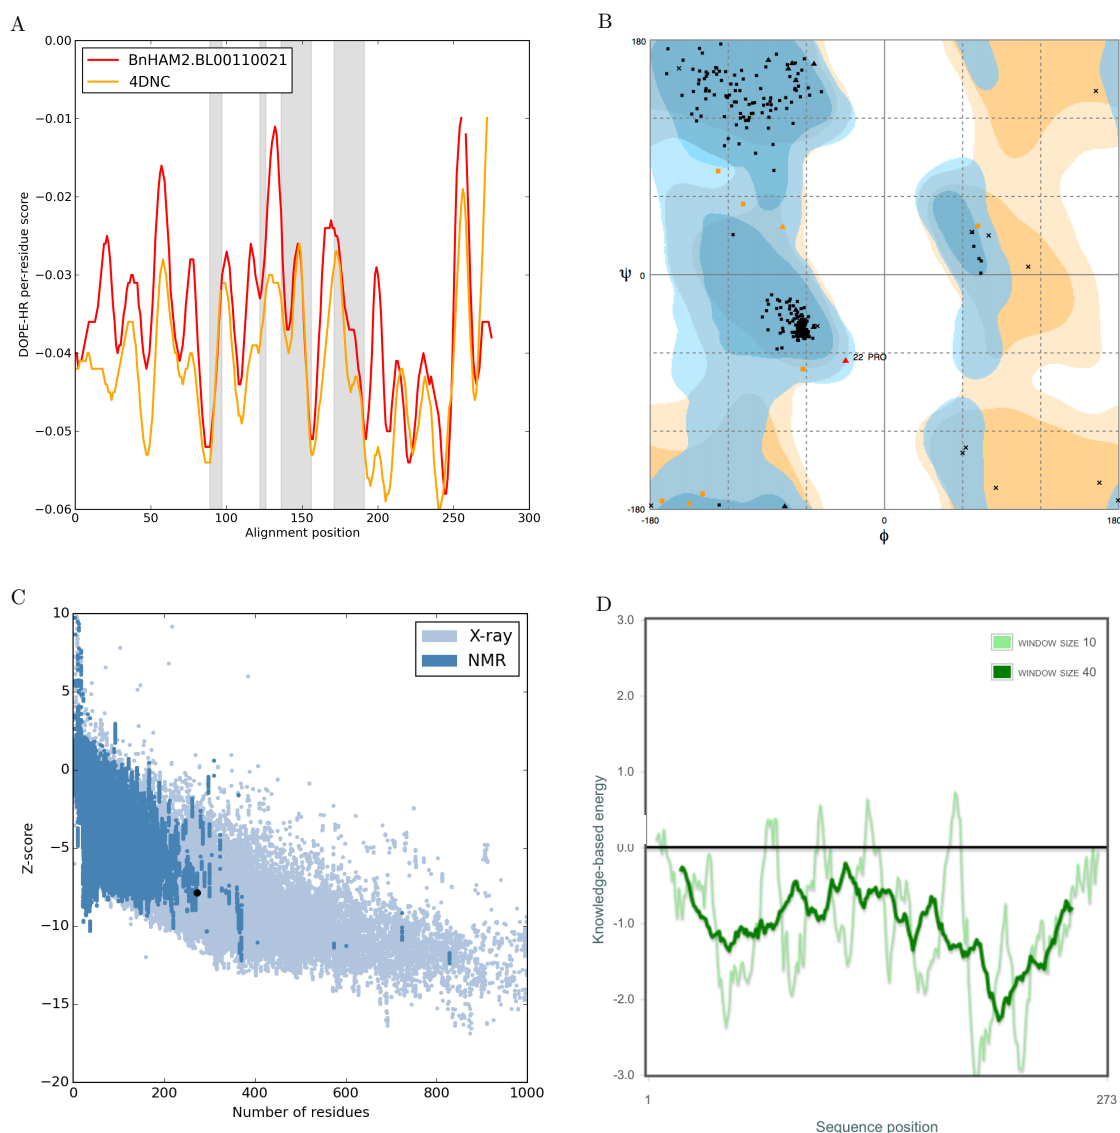 A
0.00
−0.01
−0.02
−0.03
−0.04
−0.05
−0.06
DOPE-HR per-residue score
BnHAM2.BL00110021
4DNC
0 50 100 150 200 250 300
Alignment position
B
180
ψ
0
-180
22 PRO
-180 0 180
ϕ
C
10
5
0
−5
−10
−15
−20
Z-score
X-ray
NMR
0 200 400 600 800 1000
Number of residues
D
3.0
2.0
1.0
0.0
-1.0
-2.0
-3.0
Knowledge-based energy
WINDOW SIZE 10
WINDOW SIZE 40
1 273
Sequence position